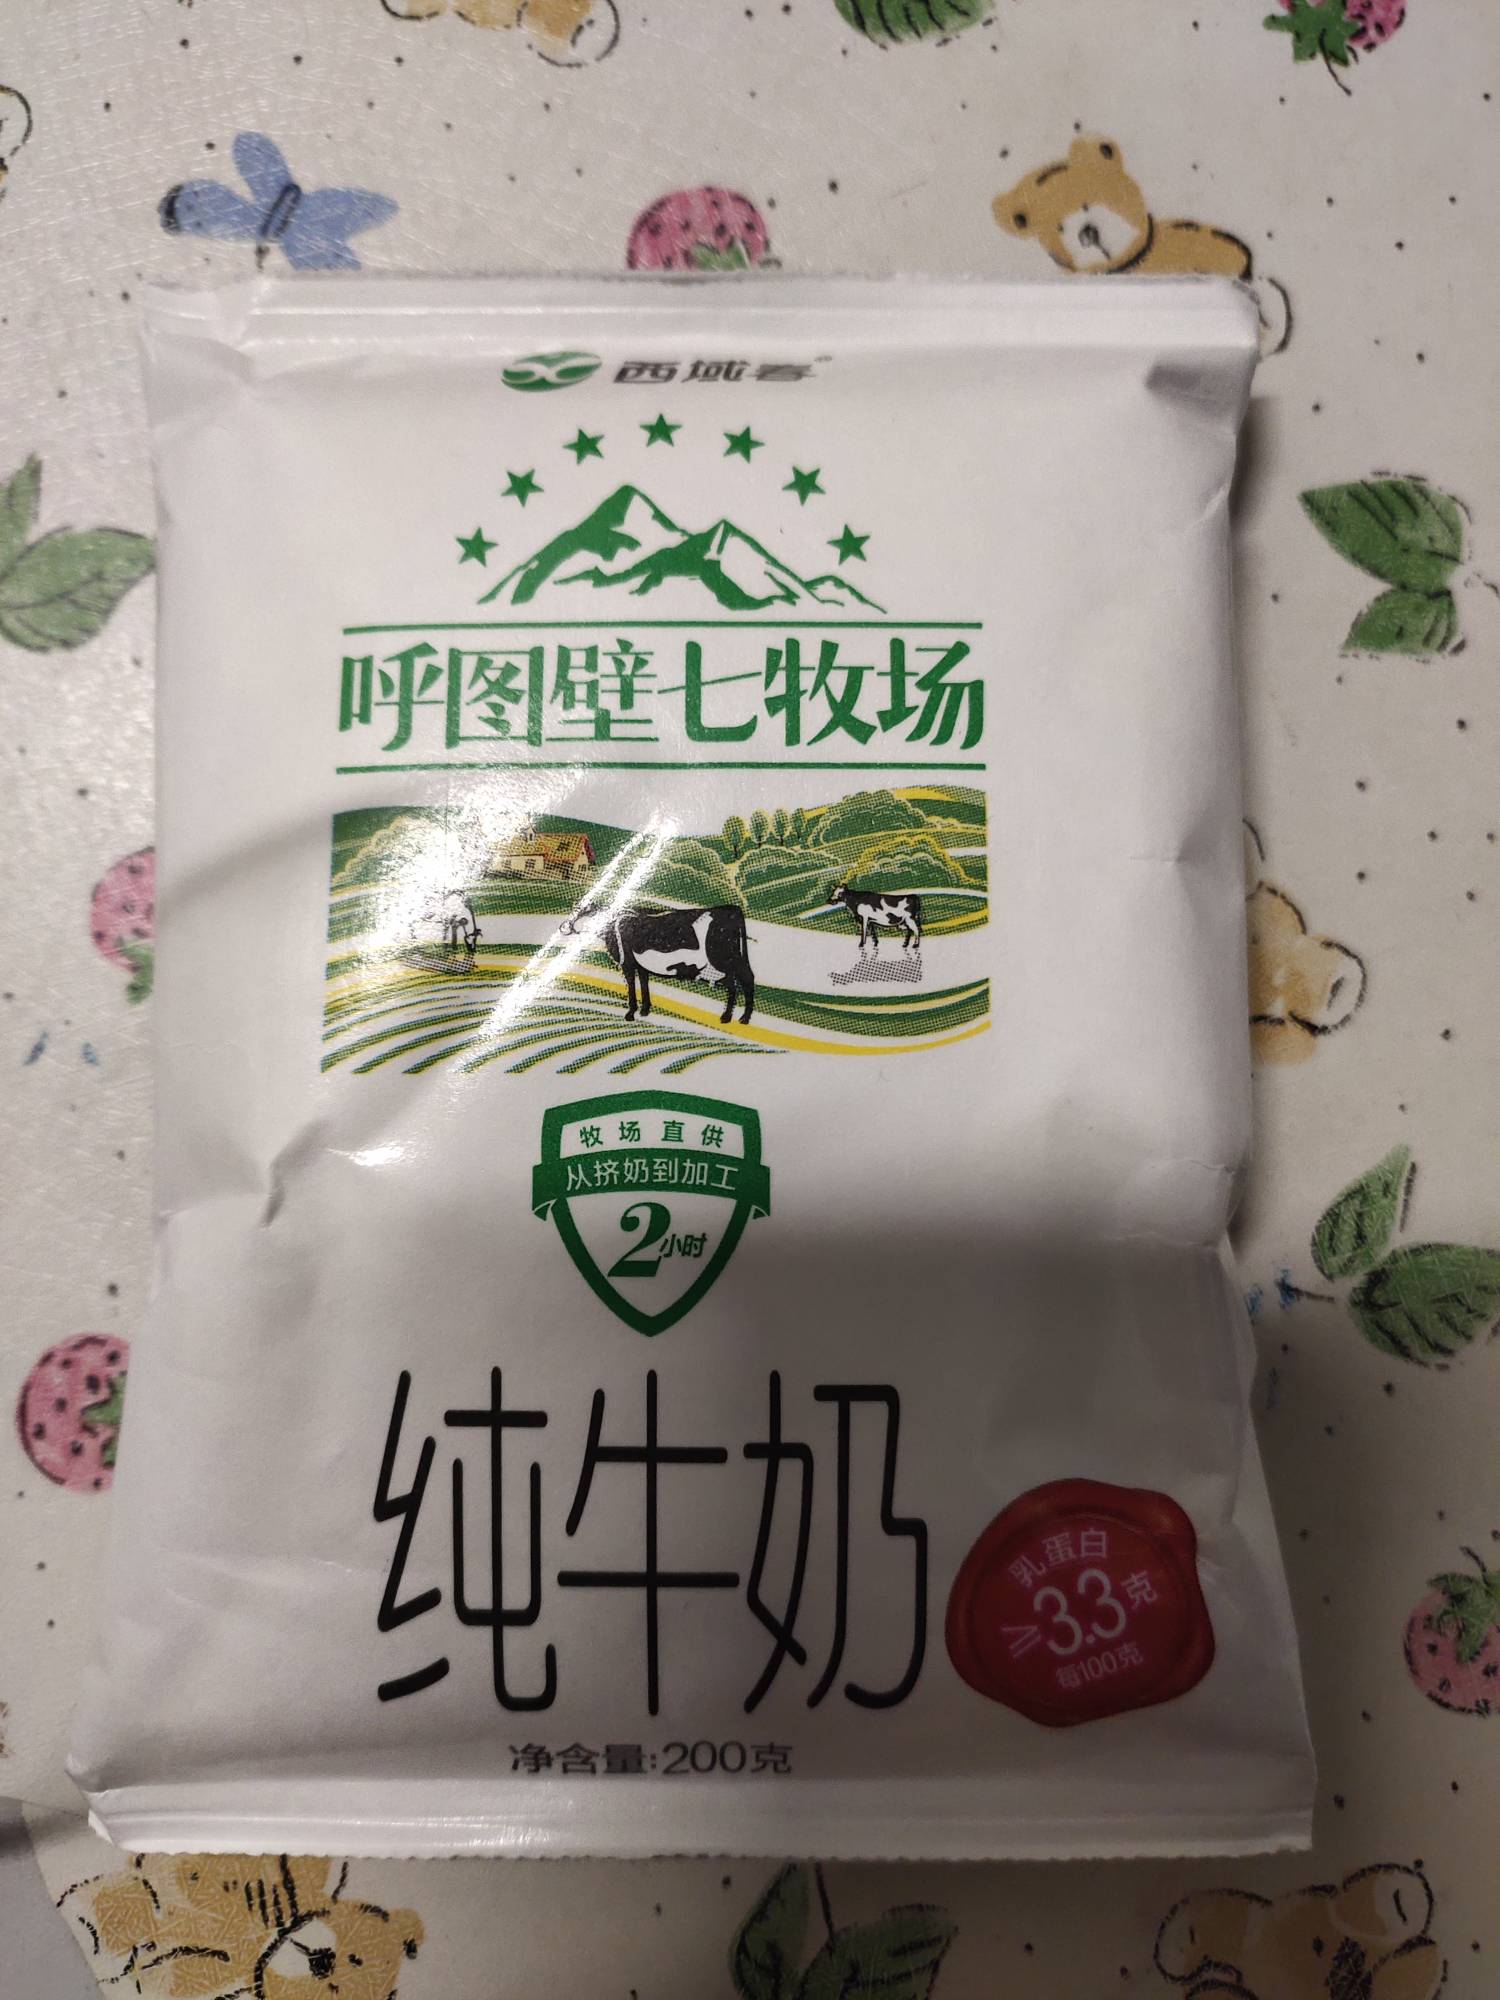 西域春
呼图壁七牧场
牧场直供
从挤奶到加工
2小时
纯牛奶
乳蛋白
≥3.3克
每100克
净含量:200克